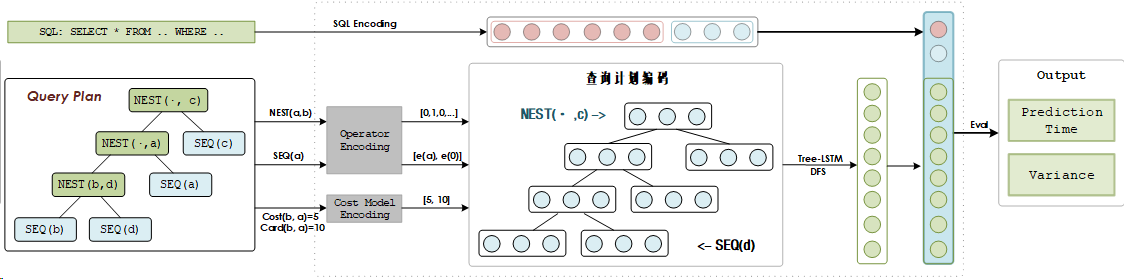 SQL: SELECT * FROM .. WHERE ..
SQL Encoding
Query Plan
NEST(·, c)
NEST(·,a)
SEQ(c)
NEST(b,d)
SEQ(a)
SEQ(b)
SEQ(d)
NEST(a,b)
SEQ(a)
Cost(b, a)=5
Card(b, a)=10
Operator
Encoding
Cost Model
Encoding
[0,1,0,...]
[e(a), e(0)]
[5, 10]
查询计划编码
NEST(· ,c) –>
<– SEQ(d)
Tree-LSTM
DFS
Eval
Output
Prediction
Time
Variance